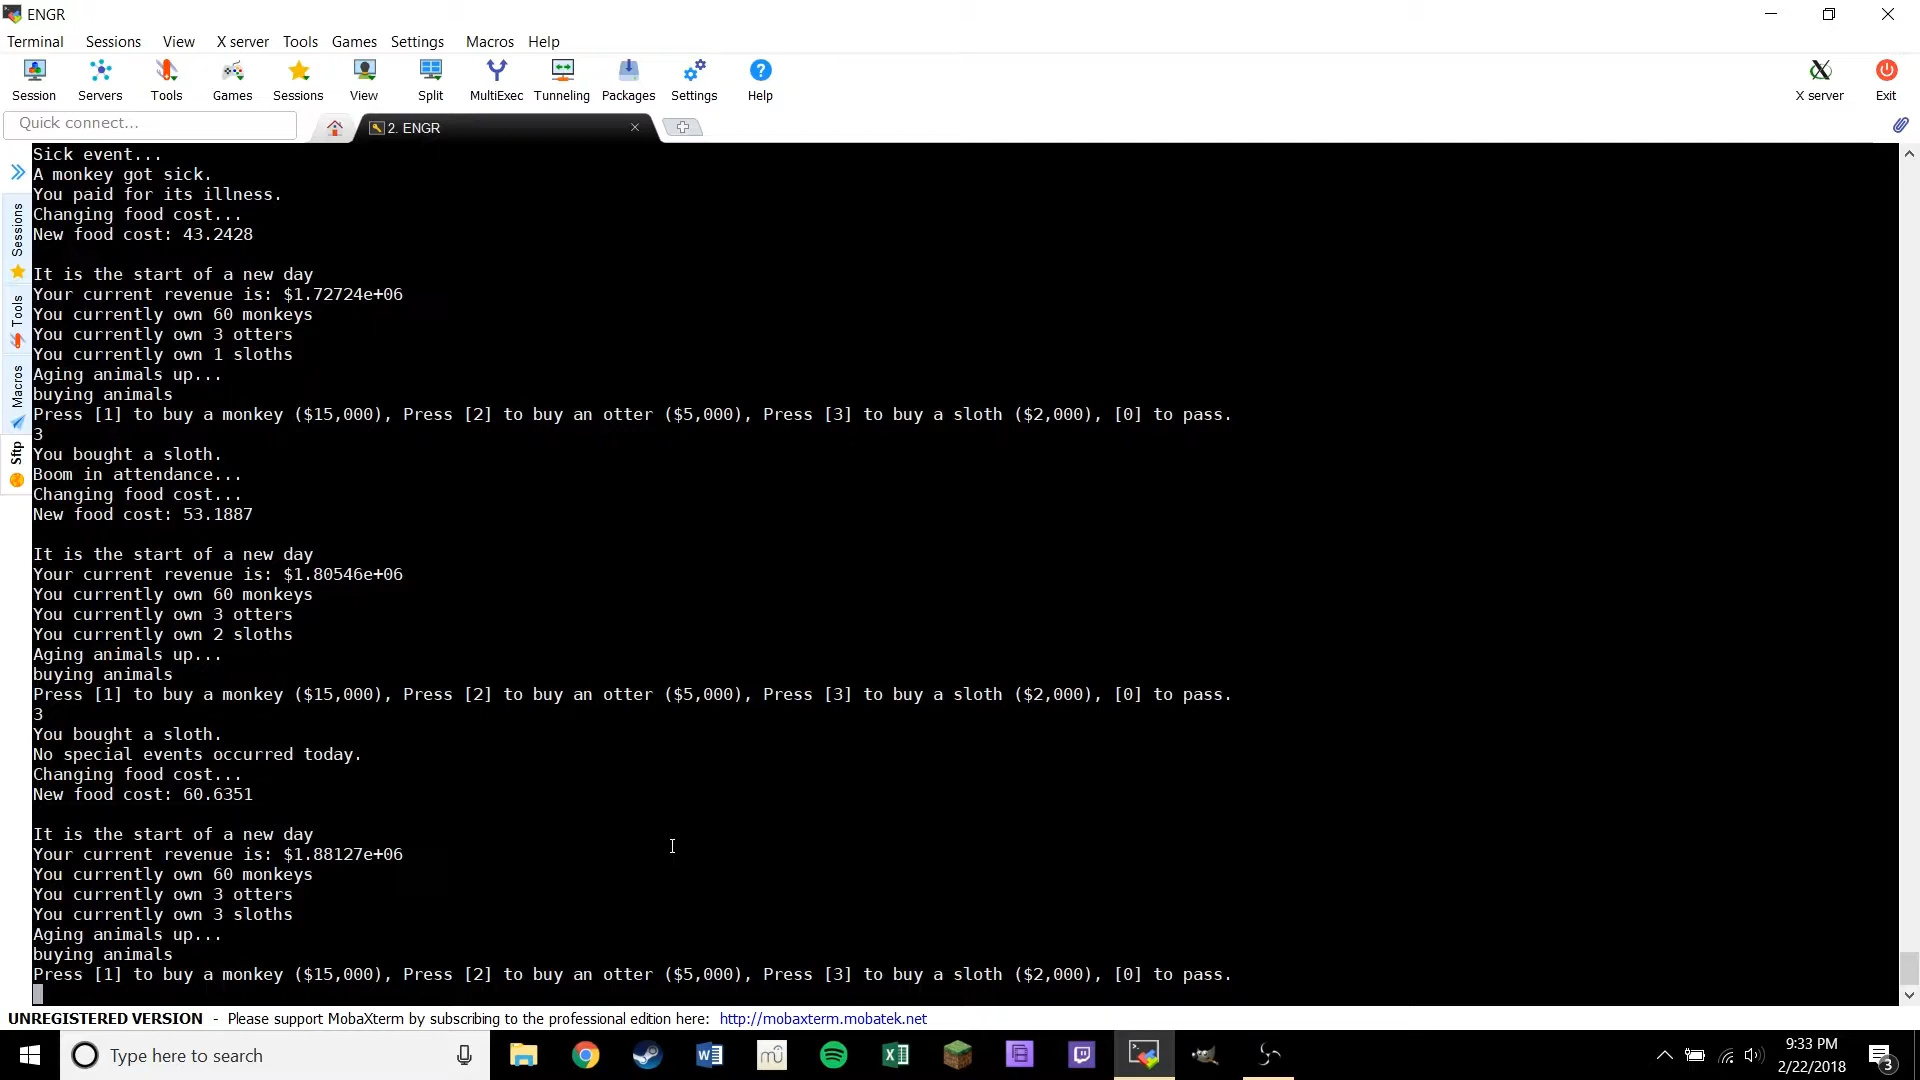 ENGR
Terminal Sessions View X server Tools Games Settings Macros Help
Session Servers Tools Games Sessions View Split MultiExec Tunneling Packages Settings Help X server Exit
Quick connect...
2. ENGR
Sessions
Tools
Macros
Sftp
Sick event...
A monkey got sick.
You paid for its illness.
Changing food cost...
New food cost: 43.2428
It is the start of a new day
Your current revenue is: $1.72724e+06
You currently own 60 monkeys
You currently own 3 otters
You currently own 1 sloths
Aging animals up...
buying animals
Press [1] to buy a monkey ($15,000), Press [2] to buy an otter ($5,000), Press [3] to buy a sloth ($2,000), [0] to pass.
3
You bought a sloth.
Boom in attendance...
Changing food cost...
New food cost: 53.1887
It is the start of a new day
Your current revenue is: $1.80546e+06
You currently own 60 monkeys
You currently own 3 otters
You currently own 2 sloths
Aging animals up...
buying animals
Press [1] to buy a monkey ($15,000), Press [2] to buy an otter ($5,000), Press [3] to buy a sloth ($2,000), [0] to pass.
3
You bought a sloth.
No special events occurred today.
Changing food cost...
New food cost: 60.6351
It is the start of a new day
Your current revenue is: $1.88127e+06
You currently own 60 monkeys
You currently own 3 otters
You currently own 3 sloths
Aging animals up...
buying animals
Press [1] to buy a monkey ($15,000), Press [2] to buy an otter ($5,000), Press [3] to buy a sloth ($2,000), [0] to pass.
UNREGISTERED VERSION - Please support MobaXterm by subscribing to the professional edition here: http://mobaxterm.mobatek.net
Type here to search
9:33 PM
2/22/2018
3